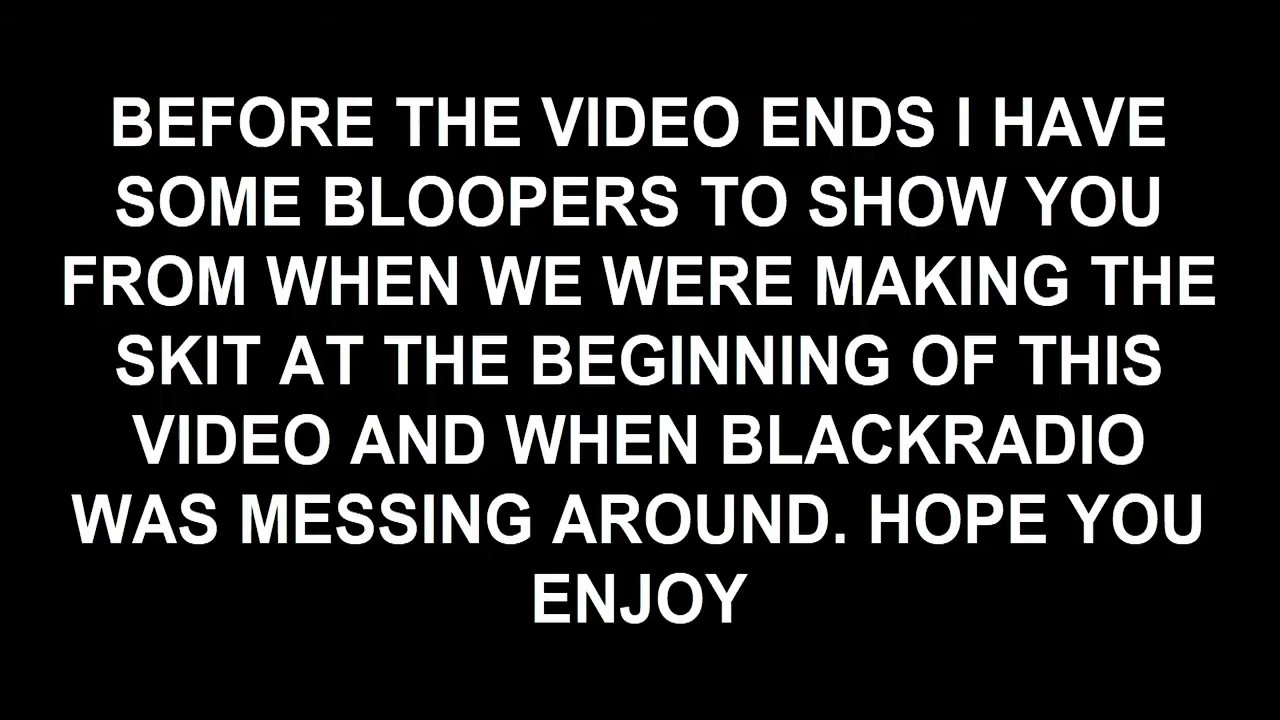 BEFORE THE VIDEO ENDS I HAVE
SOME BLOOPERS TO SHOW YOU
FROM WHEN WE WERE MAKING THE
SKIT AT THE BEGINNING OF THIS
VIDEO AND WHEN BLACKRADIO
WAS MESSING AROUND. HOPE YOU
ENJOY